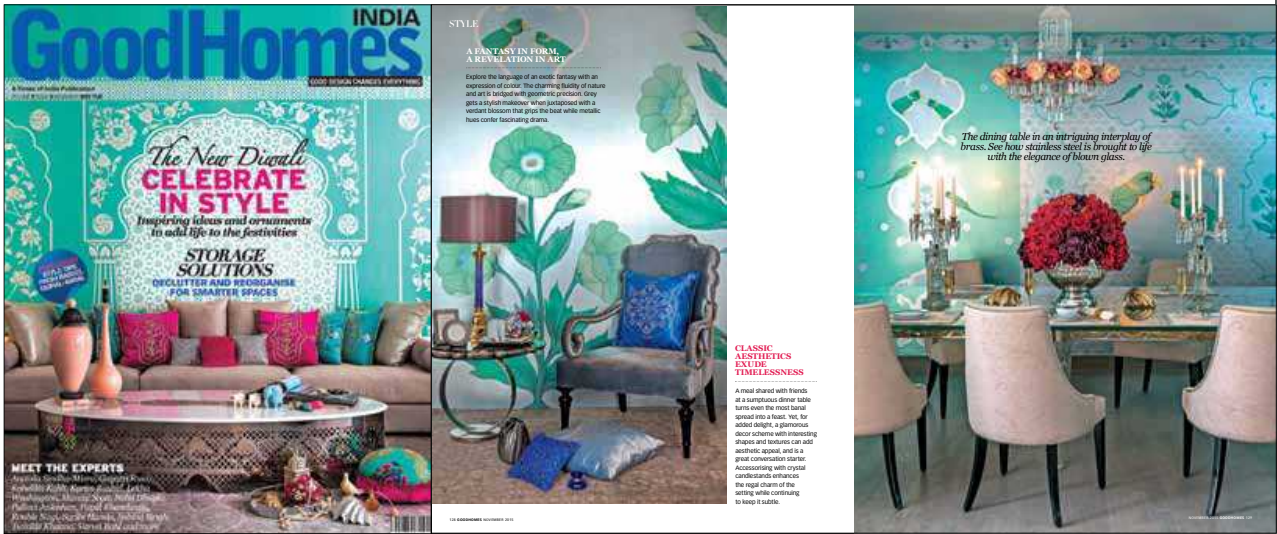 INDIA
GoodHomes
GOOD DESIGN CHANGES EVERYTHING
A Times of India Publication
The New Diwali
CELEBRATE
IN STYLE
Inspiring ideas and ornaments
to add life to the festivities
STORAGE
SOLUTIONS
DECLUTTER AND REORGANISE
FOR SMARTER SPACES
STYLE TIPS
MEET THE EXPERTS
STYLE
A FANTASY IN FORM,
A REVELATION IN ART
Explore the language of an exotic fantasy with an
expression of colour. The charming fluidity of nature
and art is bridged with geometric precision. Grey
gets a stylish makeover when juxtaposed with a
verdant blossom that grips the beat while metallic
hues confer fascinating drama.
CLASSIC
AESTHETICS
EXUDE
TIMELESSNESS
A meal shared with friends
at a sumptuous dinner table
turns even the most banal
spread into a feast. Yet, for
added delight, a glamorous
decor scheme with interesting
shapes and textures can add
aesthetic appeal, and is a
great conversation starter.
Accessorising with crystal
candlestands enhances
the regal charm of the
setting while continuing
to keep it subtle.
128 GOODHOMES NOVEMBER 2015
The dining table in an intriguing interplay of
brass. See how stainless steel is brought to life
with the elegance of blown glass.